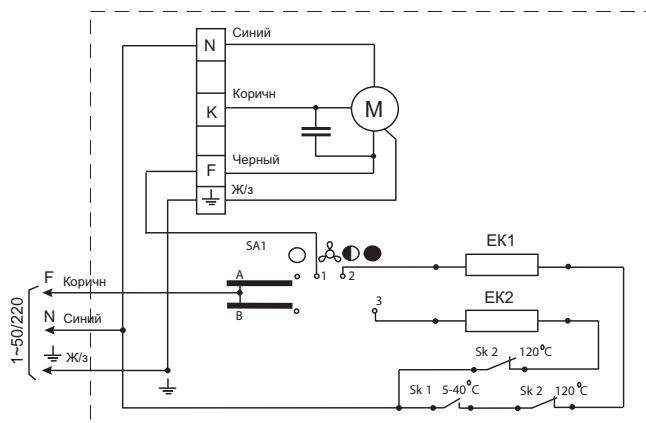 N
Синий
K
Коричн
M
F
Черный
Ж/з
SA1
A
B
1
2
3
EK1
EK2
1~50/220
F Коричн
N Синий
Ж/з
Sk 2 120°C
Sk 1 5-40°C
Sk 2 120°C